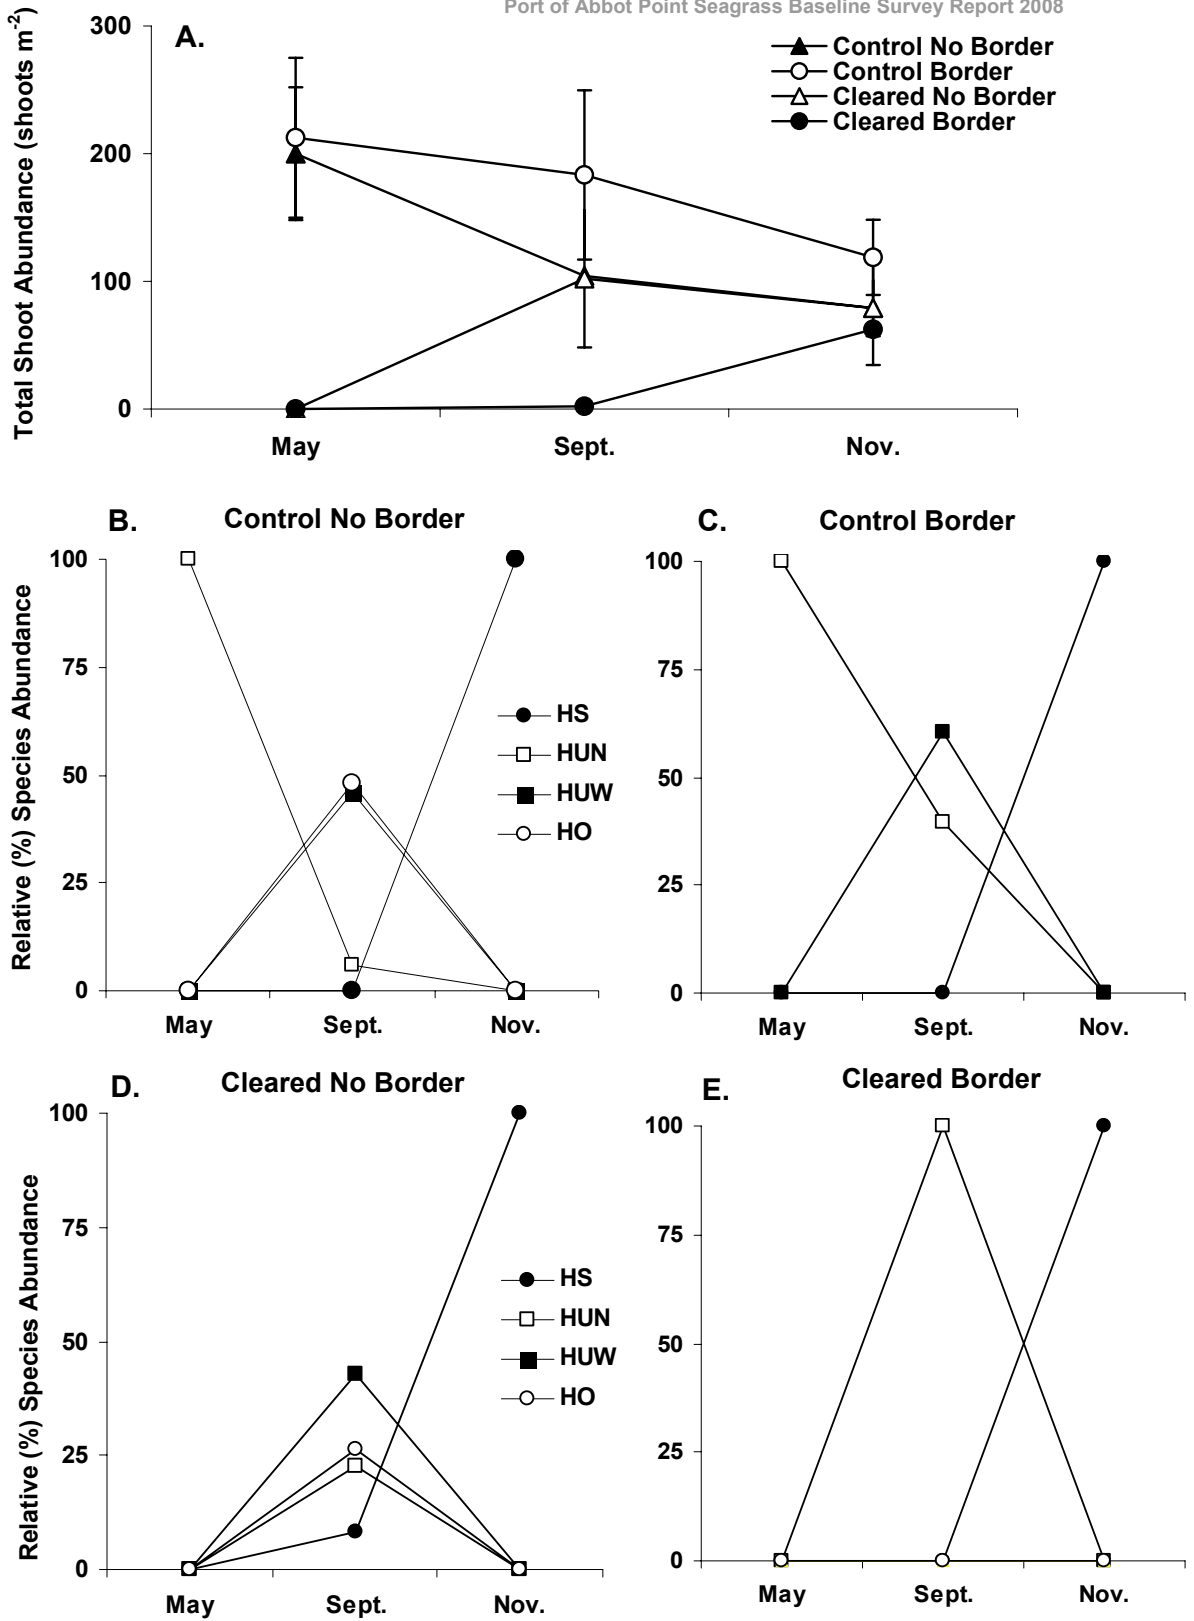 Port of Abbot Point Seagrass Baseline Survey Report 2008
A.
Total Shoot Abundance (shoots m-2)
300
200
100
0
Control No Border
Control Border
Cleared No Border
Cleared Border
May Sept. Nov.
B. Control No Border
Relative (%) Species Abundance
100
75
50
25
0
HS
HUN
HUW
HO
May Sept. Nov.
C. Control Border
100
75
50
25
0
May Sept. Nov.
D. Cleared No Border
Relative (%) Species Abundance
100
75
50
25
0
HS
HUN
HUW
HO
May Sept. Nov.
E. Cleared Border
100
75
50
25
0
May Sept. Nov.